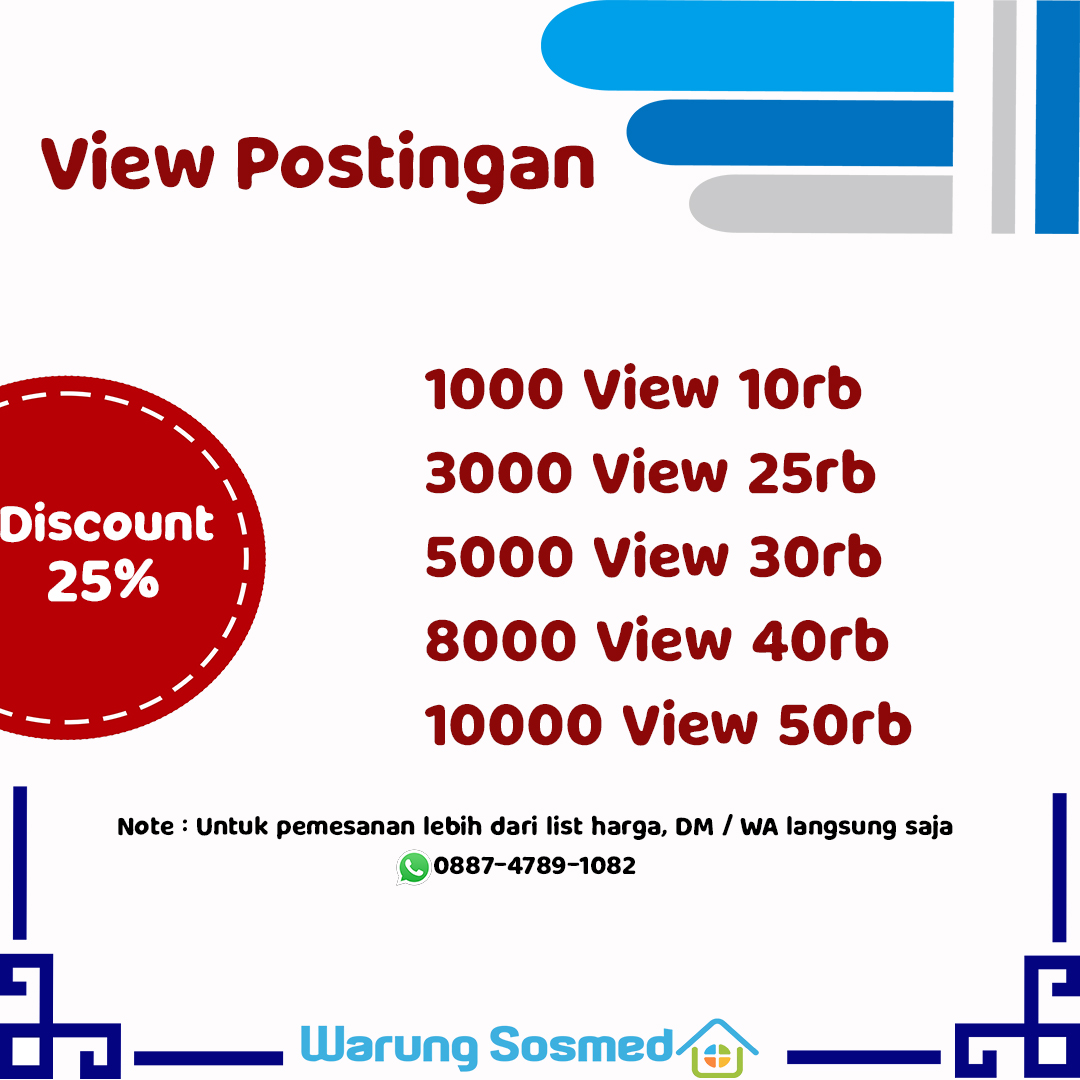 View Postingan
1000 View 10rb
3000 View 25rb
5000 View 30rb
8000 View 40rb
10000 View 50rb
Discount
25%
Note : Untuk pemesanan lebih dari list harga, DM / WA langsung saja
0887-4789-1082
Warung Sosmed